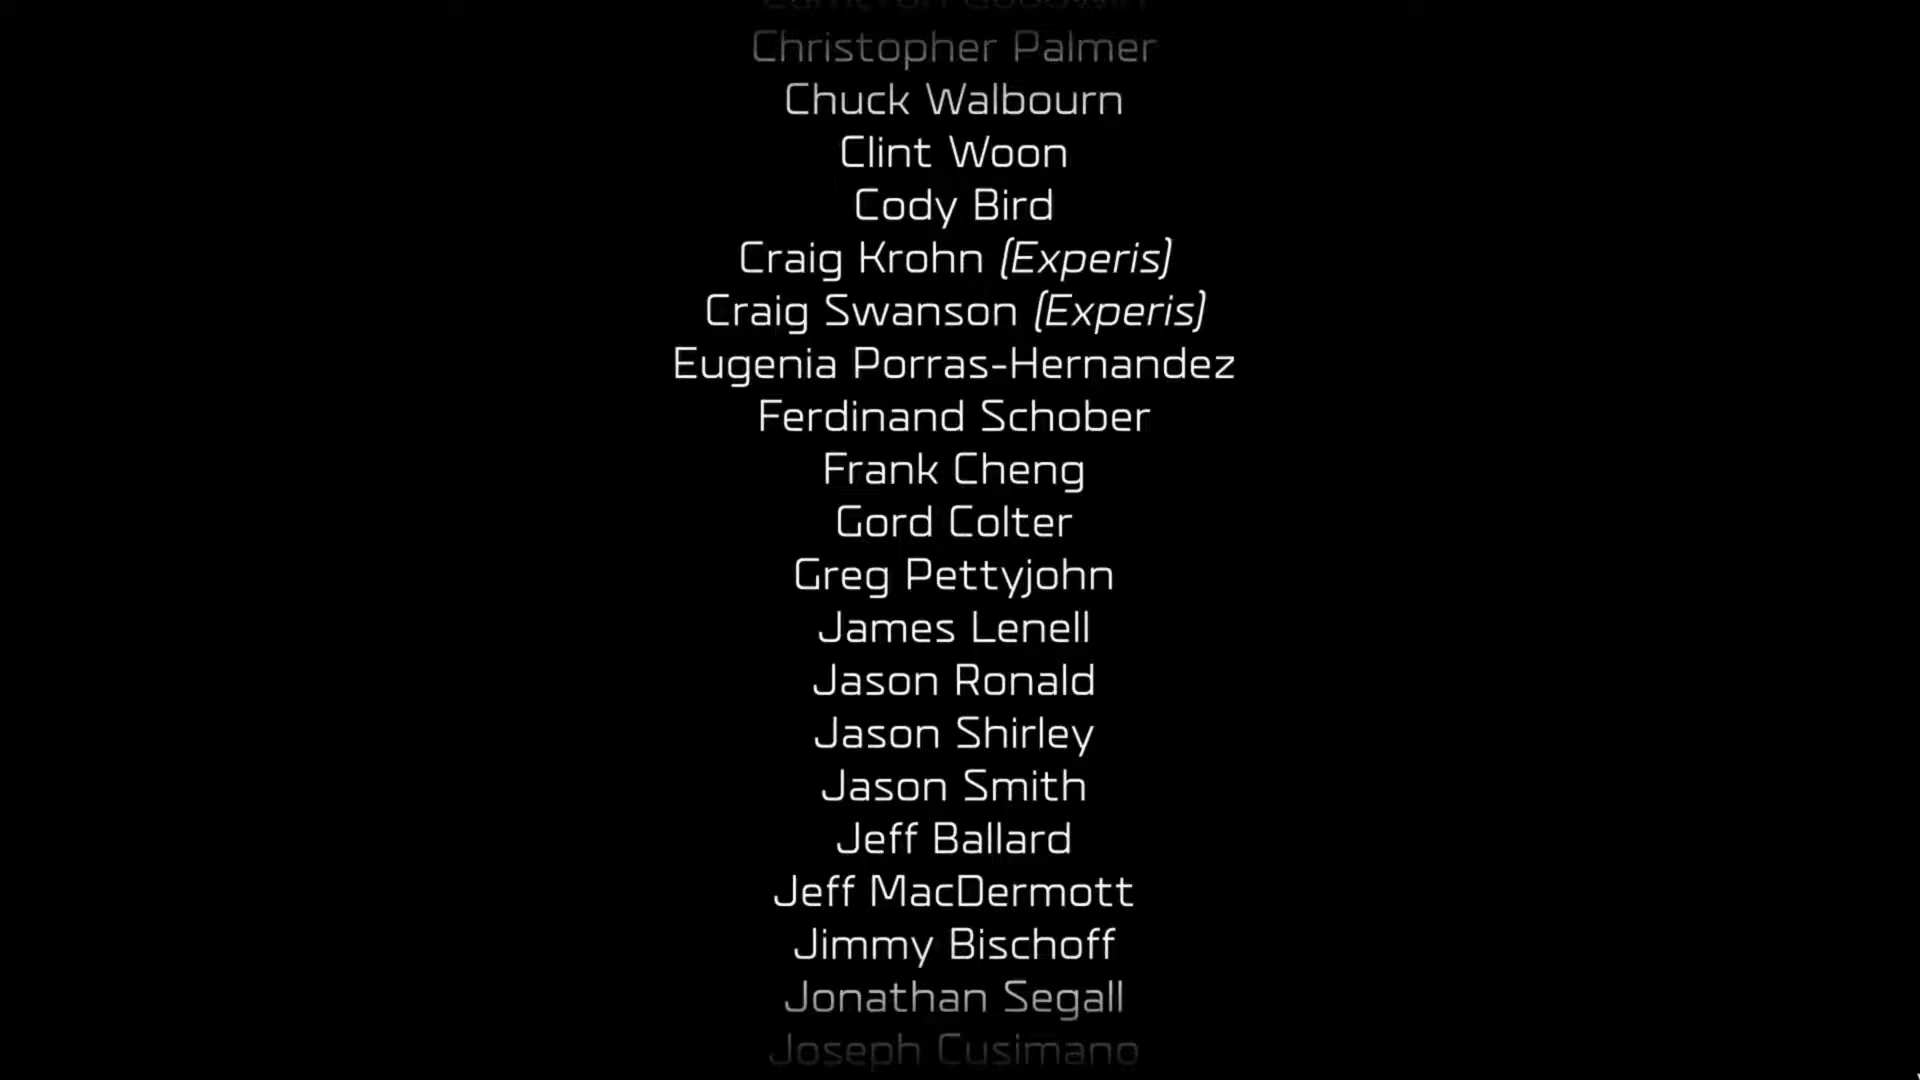 Cameron Goodwin
Christopher Palmer
Chuck Walbourn
Clint Woon
Cody Bird
Craig Krohn (Experis)
Craig Swanson (Experis)
Eugenia Porras-Hernandez
Ferdinand Schober
Frank Cheng
Gord Colter
Greg Pettyjohn
James Lenell
Jason Ronald
Jason Shirley
Jason Smith
Jeff Ballard
Jeff MacDermott
Jimmy Bischoff
Jonathan Segall
Joseph Cusimano